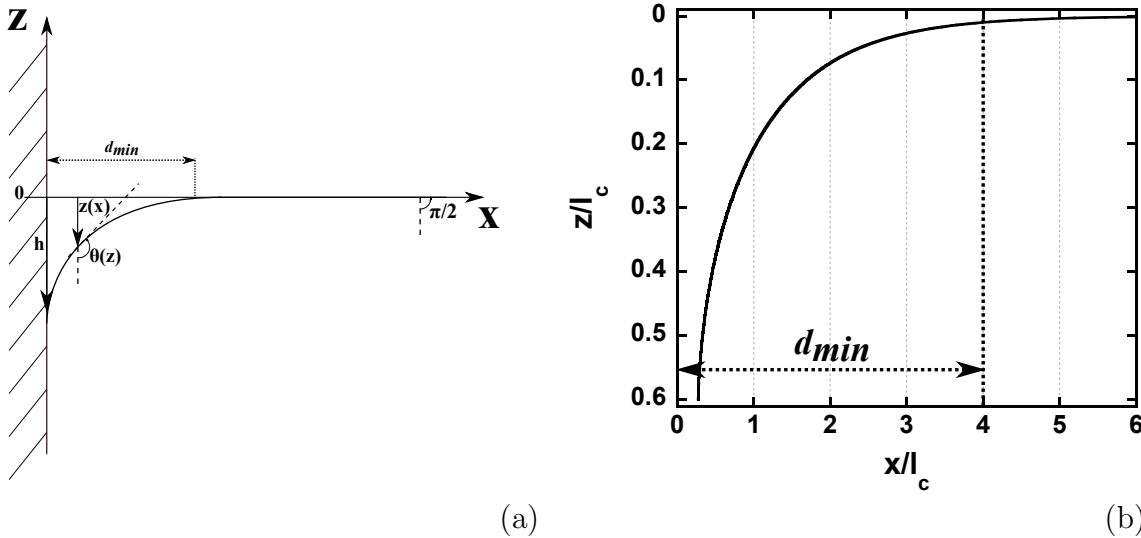 z
d_min
0
z(x)
x
π/2
h
θ(z)
(a)
0
0.1
0.2
0.3
0.4
0.5
0.6
z/l_c
d_min
0 1 2 3 4 5 6
x/l_c
(b)